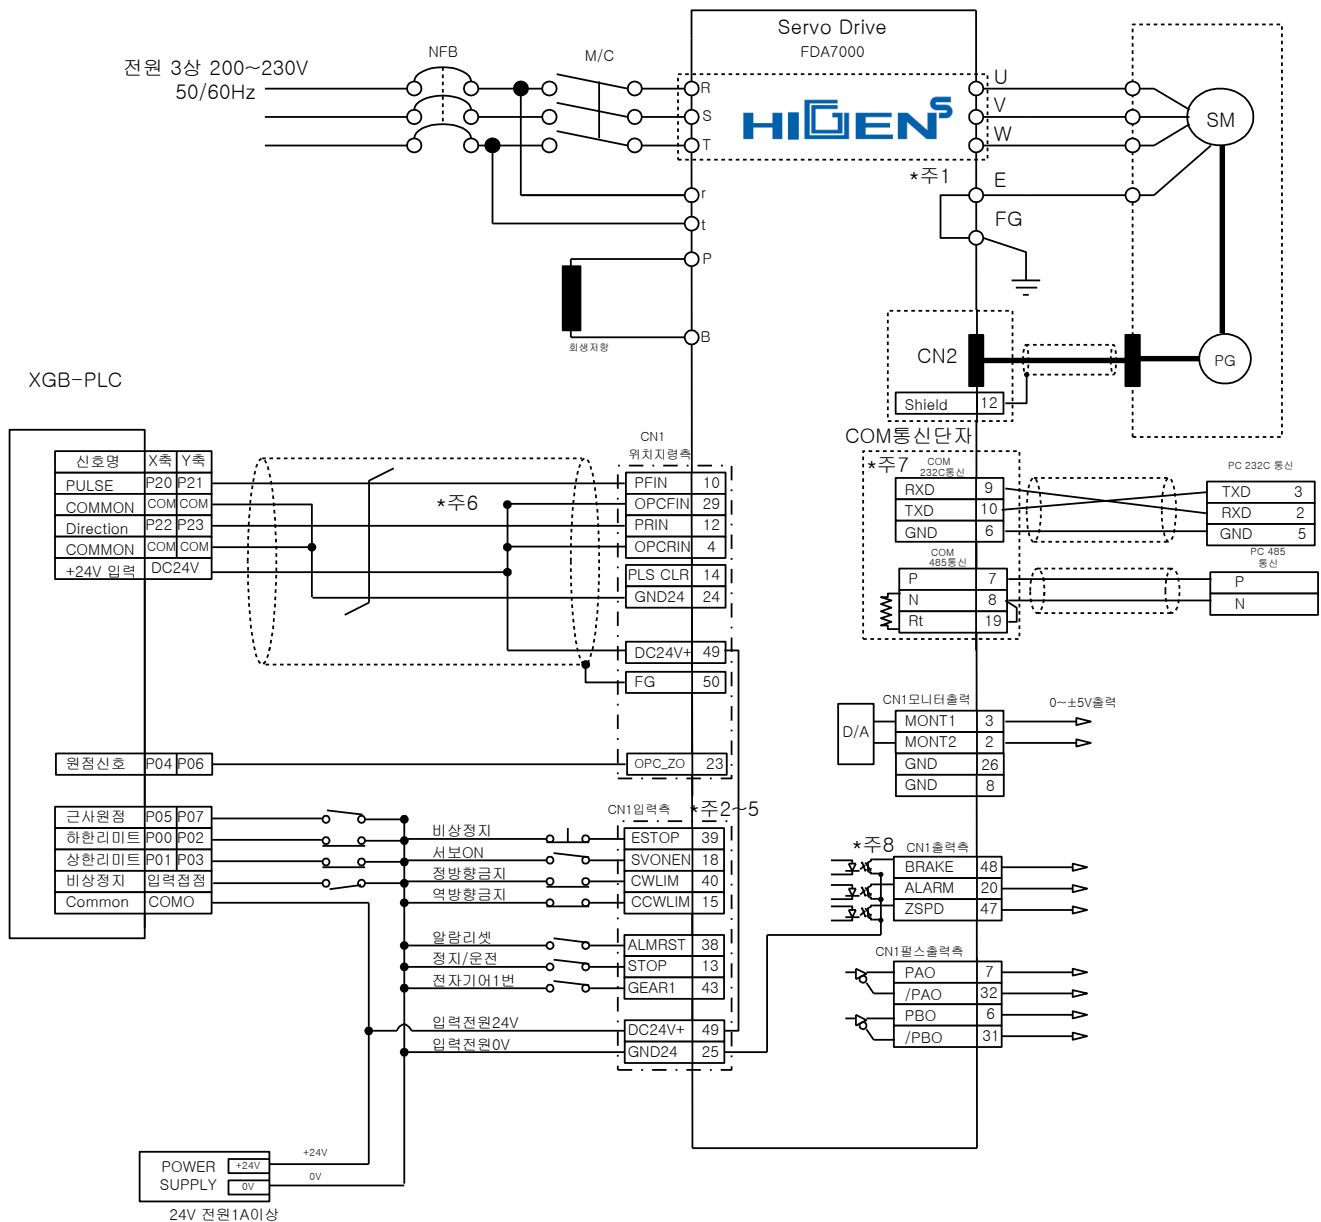 Servo Drive
FDA7000
NFB
M/C
전원 3상 200~230V
50/60Hz
R
S
T
HIGEN S
U
V
W
SM
*주1
E
FG
r
t
P
B
회생저항
CN2
PG
Shield 12
XGB-PLC
COM통신단자
CN1
위치지령측
*주7
COM
232C통신
PC 232C 통신
신호명 X축 Y축
PULSE P20 P21
COMMON COM COM
Direction P22 P23
COMMON COM COM
+24V 입력 DC24V
*주6
PFIN 10
OPCFIN 29
PRIN 12
OPCRIN 4
PLS CLR 14
GND24 24
DC24V+ 49
FG 50
RXD 9
TXD 10
GND 6
TXD 3
RXD 2
GND 5
COM
485통신
PC 485
통신
P 7
N 8
Rt 19
P
N
CN1모니터출력
0~±5V출력
D/A
MONT1 3
MONT2 2
GND 26
GND 8
원점신호 P04 P06
OPC_ZO 23
CN1입력측
*주2~5
근사원점 P05 P07
하한리미트 P00 P02
상한리미트 P01 P03
비상정지 입력접점
Common COM0
비상정지
서보ON
정방향금지
역방향금지
ESTOP 39
SVONEN 18
CWLIM 40
CCWLIM 15
*주8
CN1출력측
BRAKE 48
ALARM 20
ZSPD 47
알람리셋
정지/운전
전자기어1번
ALMRST 38
STOP 13
GEAR1 43
CN1펄스출력측
PAO 7
/PAO 32
PBO 6
/PBO 31
입력전원24V
입력전원0V
DC24V+ 49
GND24 25
POWER
SUPPLY
+24V
0V
+24V
0V
24V 전원1A이상